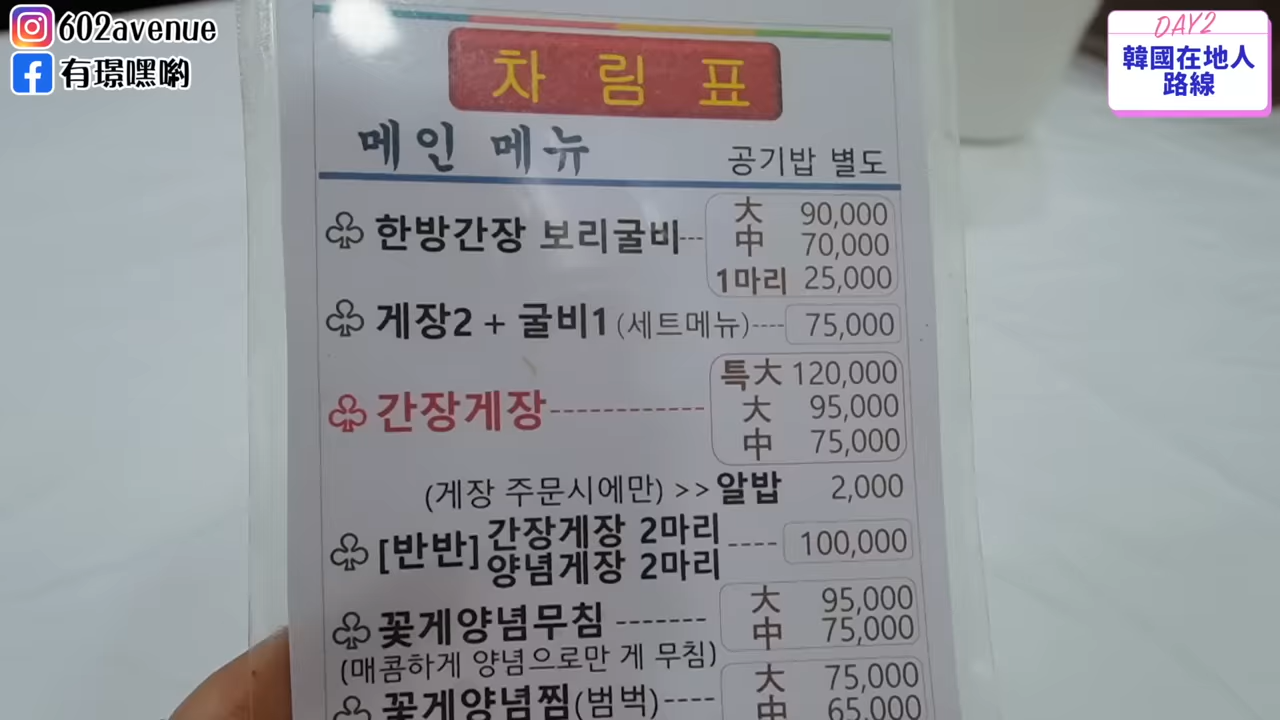 602avenue
有璟嘿喲
DAY2
韓國在地人
路線
차림표
메인 메뉴
공기밥 별도
한방간장 보리굴비--- 大 90,000
中 70,000
1마리 25,000
게장2 + 굴비1 (세트메뉴)---- 75,000
간장게장------------ 특大 120,000
大 95,000
中 75,000
(게장 주문시에만) >> 알밥 2,000
[반반] 간장게장 2마리
양념게장 2마리 ---- 100,000
꽃게양념무침 ------- 大 95,000
中 75,000
(매콤하게 양념으로만 게 무침)
꽃게양념찜(범벅)---- 大 75,000
中 65,000